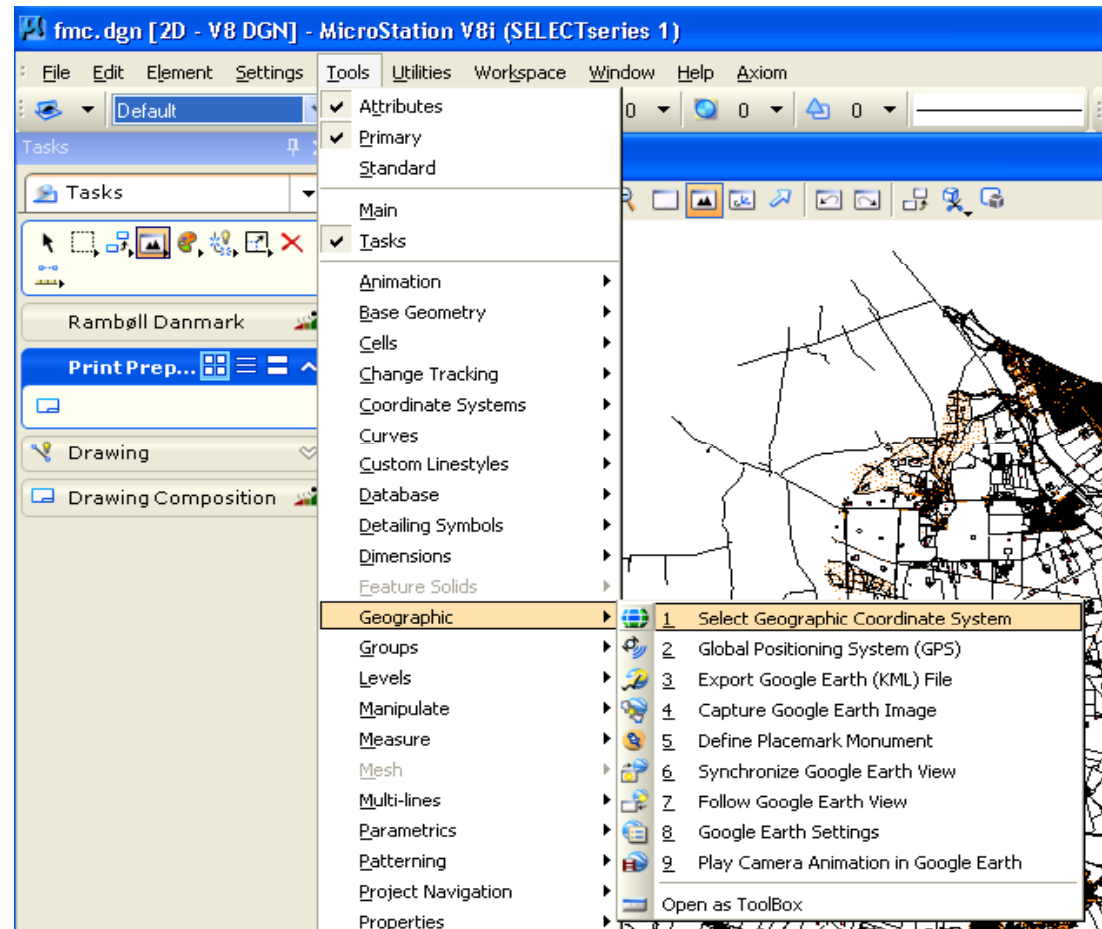 fmc.dgn [2D - V8 DGN] - MicroStation V8i (SELECTseries 1)
File Edit Element Settings Tools Utilities Workspace Window Help Axiom
Default
0 0 0
Tasks
Tasks
Rambøll Danmark
Print Prep...
Drawing
Drawing Composition
Attributes
Primary
Standard
Main
Tasks
Animation
Base Geometry
Cells
Change Tracking
Coordinate Systems
Curves
Custom Linestyles
Database
Detailing Symbols
Dimensions
Feature Solids
Geographic
Groups
Levels
Manipulate
Measure
Mesh
Multi-lines
Parametrics
Patterning
Project Navigation
Properties
1 Select Geographic Coordinate System
2 Global Positioning System (GPS)
3 Export Google Earth (KML) File
4 Capture Google Earth Image
5 Define Placemark Monument
6 Synchronize Google Earth View
7 Follow Google Earth View
8 Google Earth Settings
9 Play Camera Animation in Google Earth
Open as ToolBox